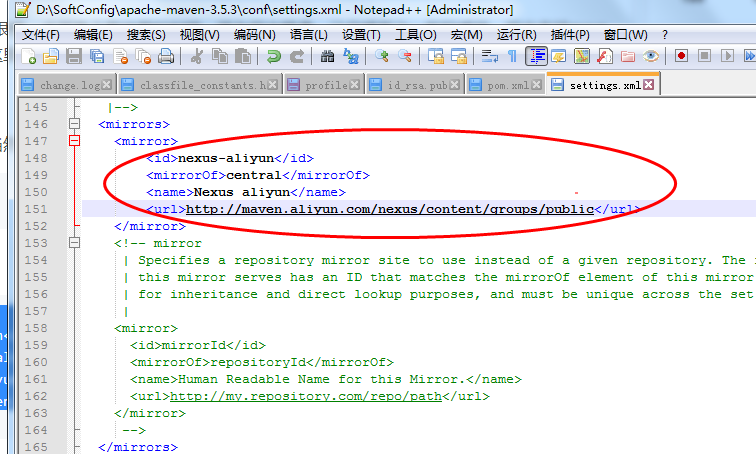 D:\SoftConfig\apache-maven-3.5.3\conf\settings.xml - Notepad++ [Administrator]
文件(F) 编辑(E) 搜索(S) 视图(V) 编码(N) 语言(L) 设置(T) 工具(O) 宏(M) 运行(R) 插件(P) 窗口(W) ?
change.log classfile_constants.h profile id_rsa.pub pom.xml settings.xml
145 |-->
146 <mirrors>
147 <mirror>
148 <id>nexus-aliyun</id>
149 <mirrorOf>central</mirrorOf>
150 <name>Nexus aliyun</name>
151 <url>http://maven.aliyun.com/nexus/content/groups/public</url>
152 </mirror>
153 <!-- mirror
154 | Specifies a repository mirror site to use instead of a given repository. The
155 | this mirror serves has an ID that matches the mirrorOf element of this mirror
156 | for inheritance and direct lookup purposes, and must be unique across the set
157 |
158 <mirror>
159 <id>mirrorId</id>
160 <mirrorOf>repositoryId</mirrorOf>
161 <name>Human Readable Name for this Mirror.</name>
162 <url>http://my.repository.com/repo/path</url>
163 </mirror>
164 -->
165 </mirrors>